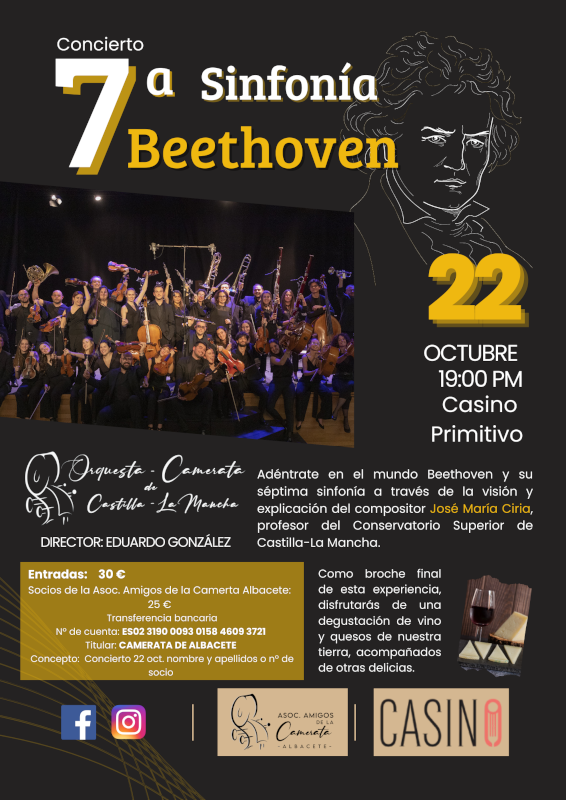 Concierto
7ª Sinfonía
Beethoven
22
OCTUBRE
19:00 PM
Casino
Primitivo
Orquesta - Camerata
de
Castilla - La Mancha
DIRECTOR: EDUARDO GONZÁLEZ
Adéntrate en el mundo Beethoven y su
séptima sinfonía a través de la visión y
explicación del compositor José María Ciria,
profesor del Conservatorio Superior de
Castilla-La Mancha.
Entradas: 30 €
Socios de la Asoc. Amigos de la Camerta Albacete:
25 €
Transferencia bancaria
Nº de cuenta: ES02 3190 0093 0158 4609 3721
Titular: CAMERATA DE ALBACETE
Concepto: Concierto 22 oct. nombre y apellidos o nº de
socio
Como broche final
de esta experiencia,
disfrutarás de una
degustación de vino
y quesos de nuestra
tierra, acompañados
de otras delicias.
ASOC. AMIGOS
DE LA
Camerata
- ALBACETE -
CASINO